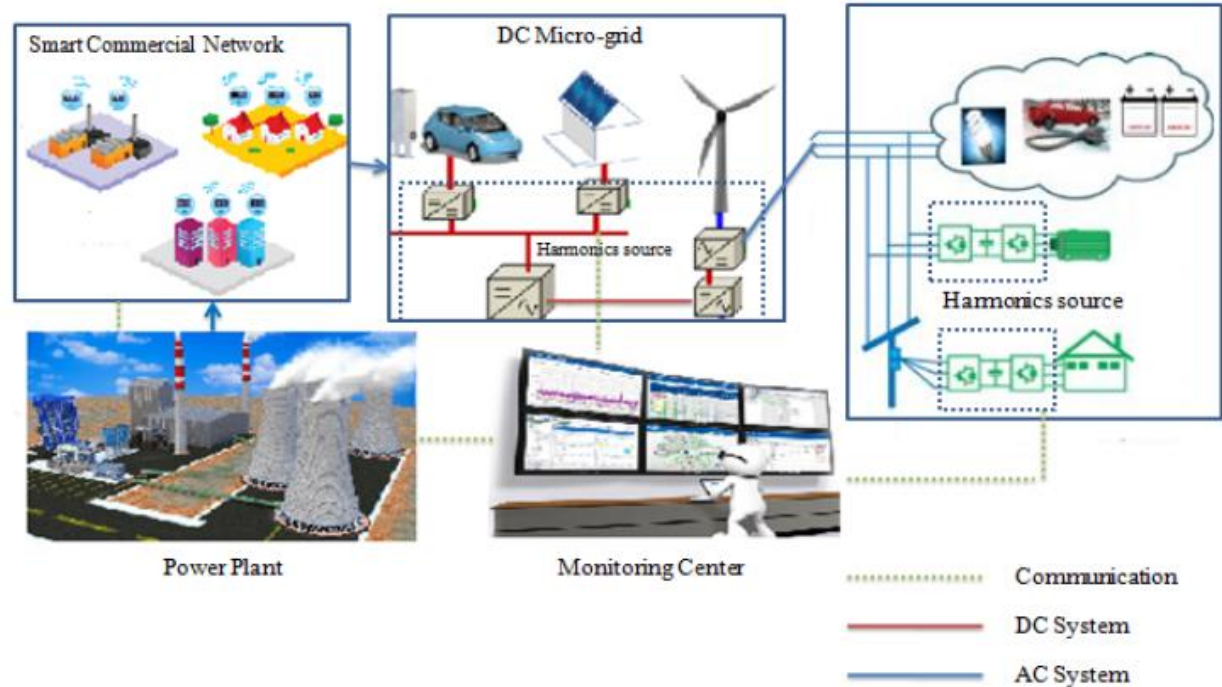 Smart Commercial Network
DC Micro-grid
Harmonics source
Harmonics source
Power Plant
Monitoring Center
Communication
DC System
AC System